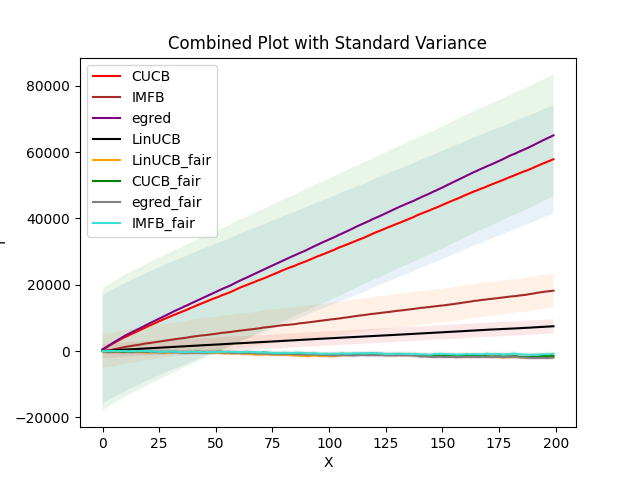 Combined Plot with Standard Variance
CUCB
IMFB
egred
LinUCB
LinUCB_fair
CUCB_fair
egred_fair
IMFB_fair
80000
60000
40000
20000
0
−20000
0 25 50 75 100 125 150 175 200
X